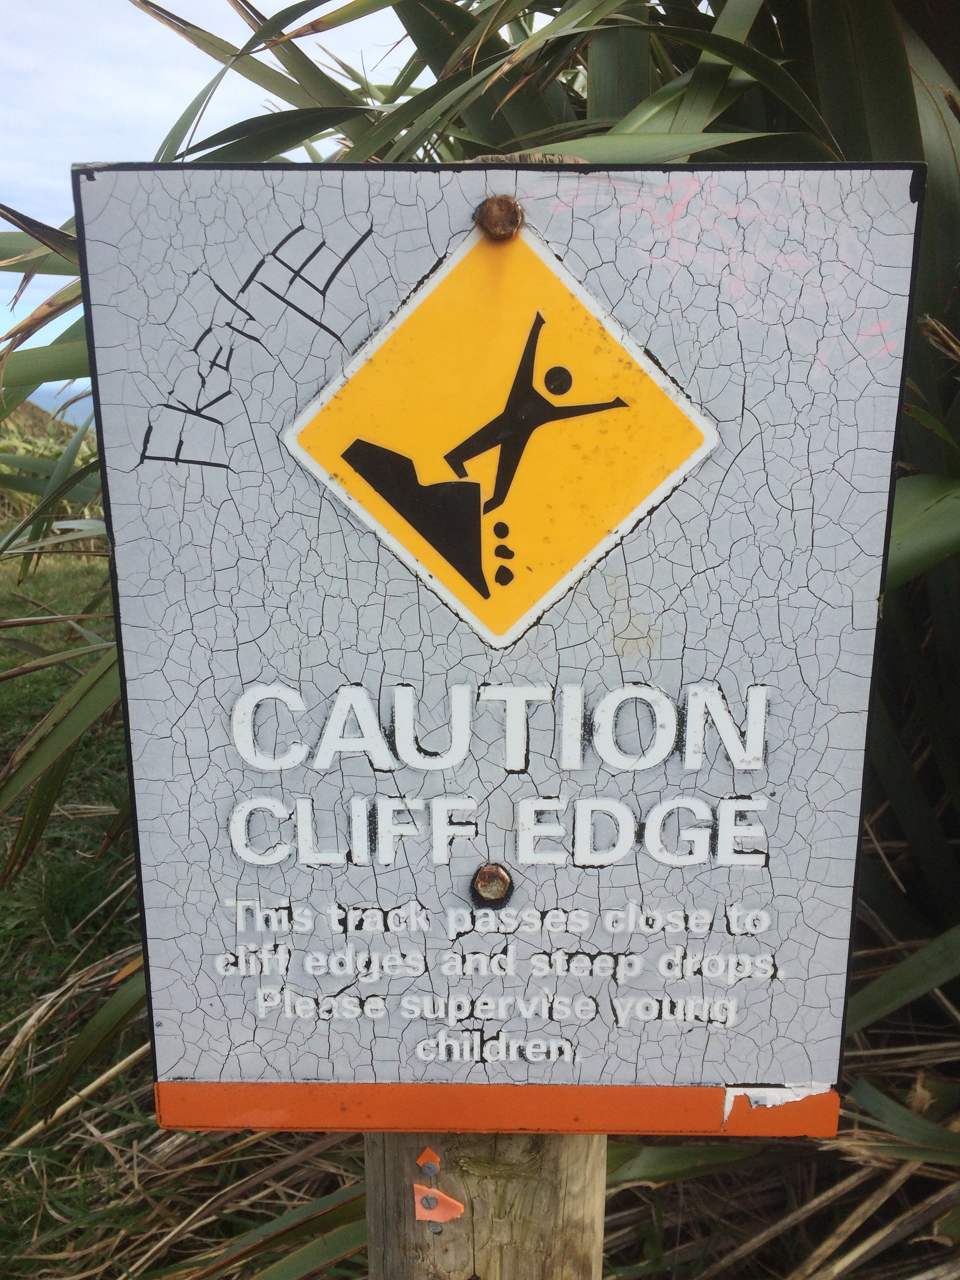 CAUTION
CLIFF EDGE
This track passes close to
cliff edges and steep drops.
Please supervise young
children.